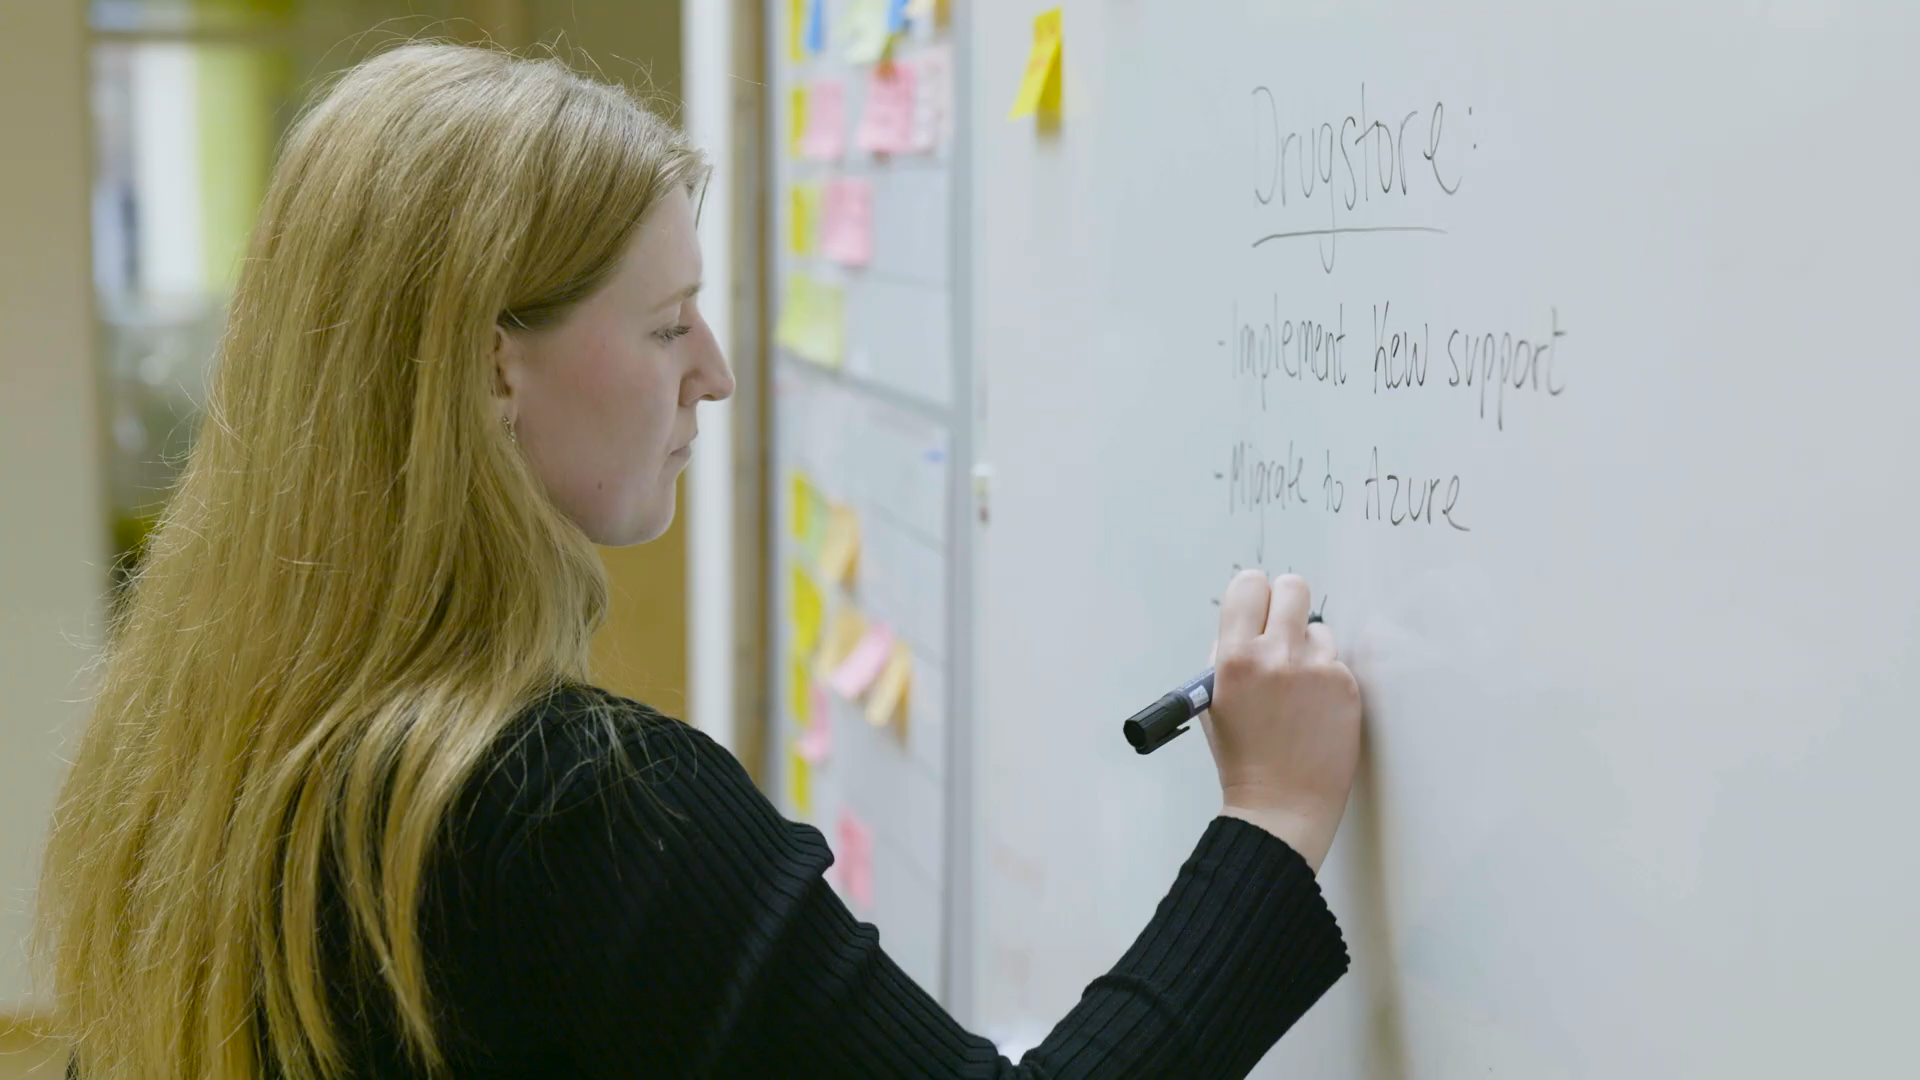 Drugstore:
- Implement new support
- Migrate to Azure
-